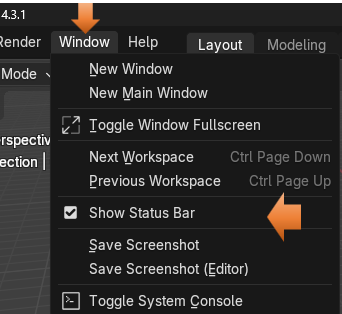 4.3.1
Render Window Help Layout Modeling
Mode
New Window
New Main Window
Toggle Window Fullscreen
Next Workspace Ctrl Page Down
Previous Workspace Ctrl Page Up
Show Status Bar
Save Screenshot
Save Screenshot (Editor)
Toggle System Console
erspectiv
ection |